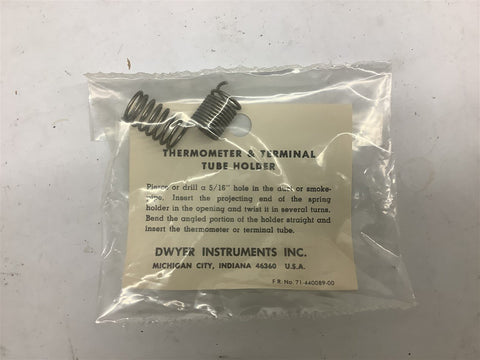 THERMOMETER & TERMINAL
TUBE HOLDER
Pierce or drill a 5/16" hole in the duct or smoke-
pipe. Insert the projecting end of the spring
holder in the opening and twist it in several turns.
Bend the angled portion of the holder straight and
insert the thermometer or terminal tube.
DWYER INSTRUMENTS INC.
MICHIGAN CITY, INDIANA 46360 U.S.A.
F.R. No. 71-440089-00